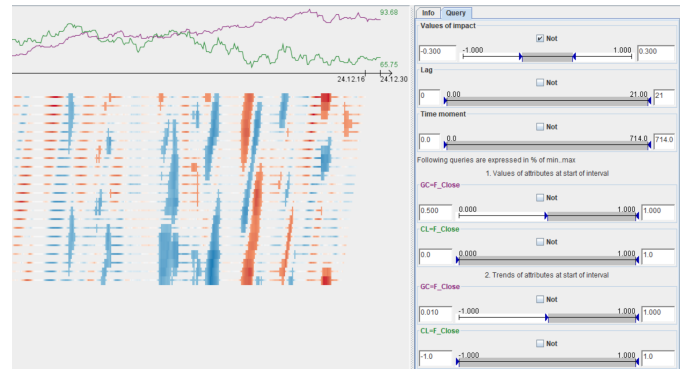 93.68
65.75
24.12.16
24.12.30
Info Query
Values of impact
Not
-0.300 -1.000 1.000 0.300
Lag
Not
0 0.00 21.00 21
Time moment
Not
0.0 0.0 714.0 714.0
Following queries are expressed in % of min..max
1. Values of attributes at start of interval
GC=F_Close
Not
0.500 0.000 1.000 1.000
CL=F_Close
Not
0.0 0.000 1.000 1.0
2. Trends of attributes at start of interval
GC=F_Close
Not
0.010 -1.000 1.000 1.000
CL=F_Close
Not
-1.0 -1.000 1.000 1.0